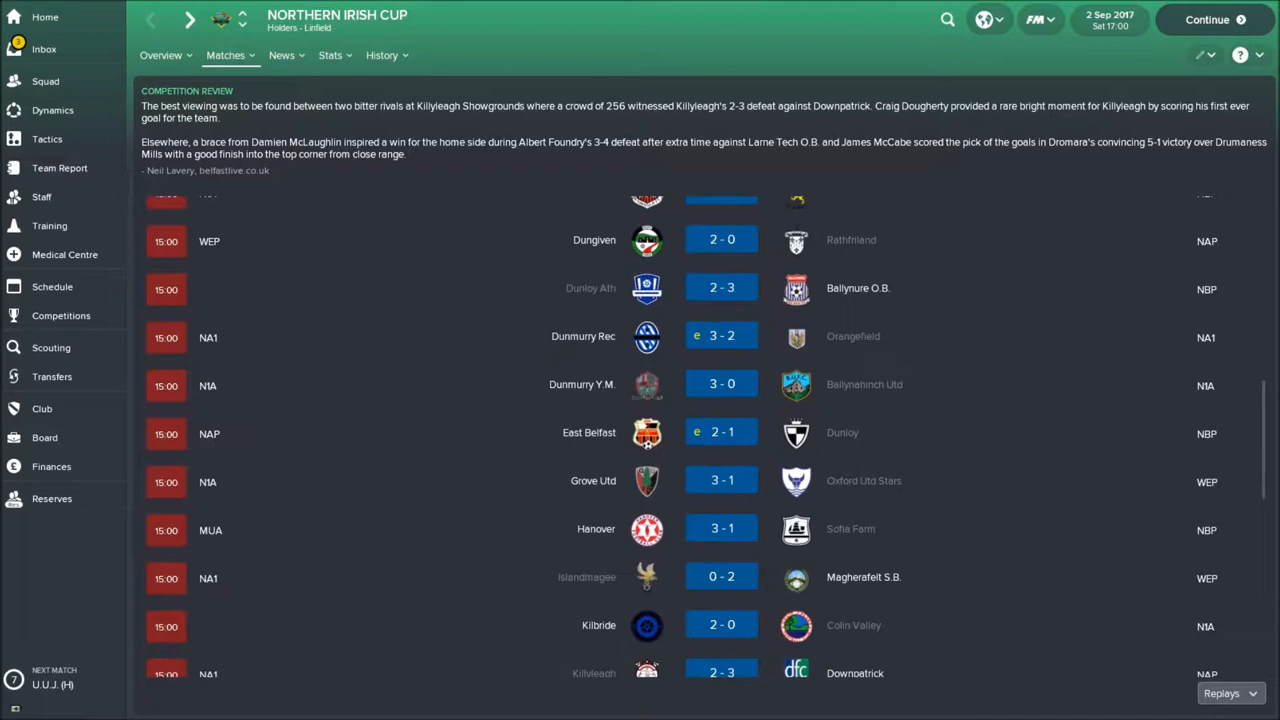 Home
3
Inbox
Squad
Dynamics
Tactics
Team Report
Staff
Training
Medical Centre
Schedule
Competitions
Scouting
Transfers
Club
Board
Finances
Reserves
7
NEXT MATCH
U.U.J. (H)
NORTHERN IRISH CUP
Holders - Linfield
FM
2 Sep 2017
Sat 17:00
Continue
Overview
Matches
News
Stats
History
?
COMPETITION REVIEW
The best viewing was to be found between two bitter rivals at Killyleagh Showgrounds where a crowd of 256 witnessed Killyleagh's 2-3 defeat against Downpatrick. Craig Dougherty provided a rare bright moment for Killyleagh by scoring his first ever
goal for the team.
Elsewhere, a brace from Damien McLaughlin inspired a win for the home side during Albert Foundry's 3-4 defeat after extra time against Larne Tech O.B. and James McCabe scored the pick of the goals in Dromara's convincing 5-1 victory over Drumaness
Mills with a good finish into the top corner from close range.
- Neil Lavery, belfastlive.co.uk
15:00 WEP Dungiven 2 - 0 Rathfriland NAP
15:00 Dunloy Ath 2 - 3 Ballynure O.B. NBP
15:00 NA1 Dunmurry Rec e 3 - 2 Orangefield NA1
15:00 N1A Dunmurry Y.M. 3 - 0 Ballynahinch Utd N1A
15:00 NAP East Belfast e 2 - 1 Dunloy NBP
15:00 N1A Grove Utd 3 - 1 Oxford Utd Stars WEP
15:00 MUA Hanover 3 - 1 Sofia Farm NBP
15:00 NA1 Islandmagee 0 - 2 Magherafelt S.B. WEP
15:00 Kilbride 2 - 0 Colin Valley N1A
15:00 NA1 Killyleagh 2 - 3 dfc Downpatrick NAP
Replays